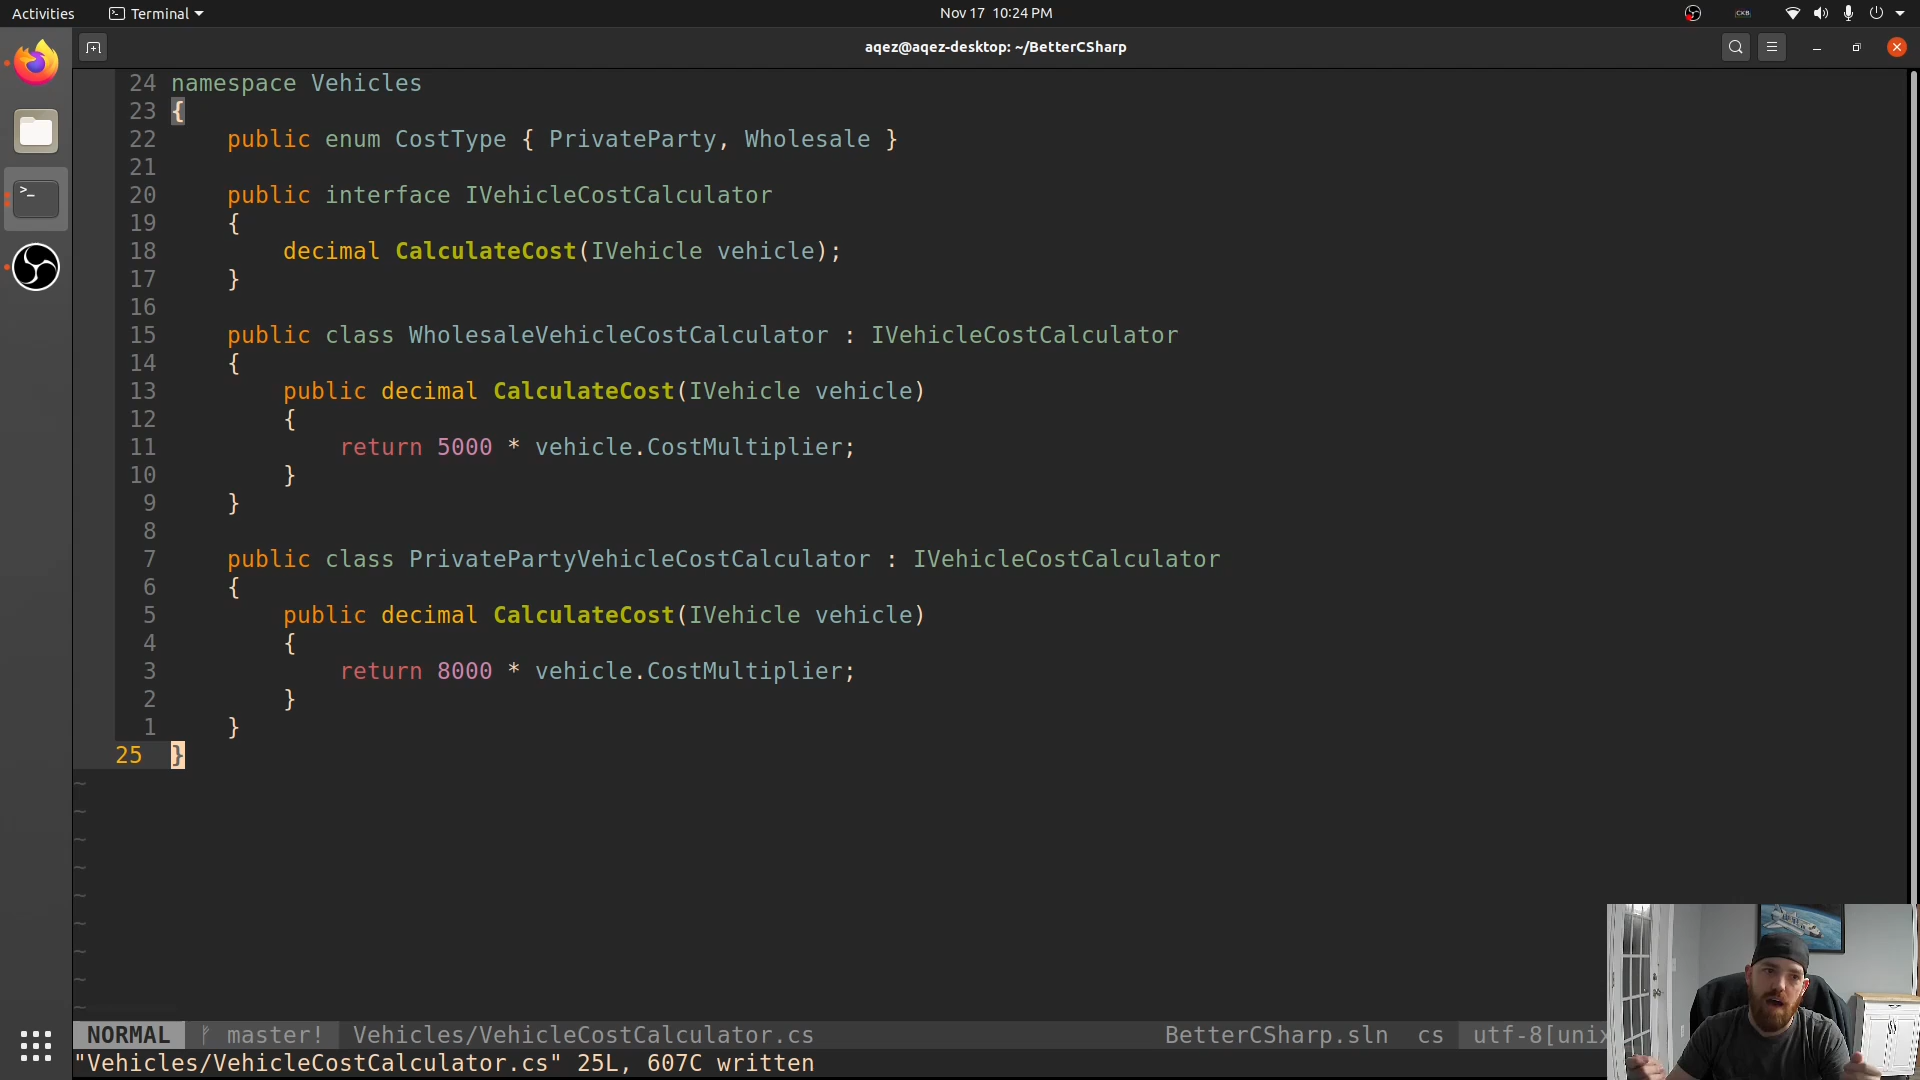 Activities Terminal Nov 17 10:24 PM CKB
aqez@aqez-desktop: ~/BetterCSharp
24 namespace Vehicles
23 {
22     public enum CostType { PrivateParty, Wholesale }
21
20     public interface IVehicleCostCalculator
19     {
18         decimal CalculateCost(IVehicle vehicle);
17     }
16
15     public class WholesaleVehicleCostCalculator : IVehicleCostCalculator
14     {
13         public decimal CalculateCost(IVehicle vehicle)
12         {
11             return 5000 * vehicle.CostMultiplier;
10         }
9     }
8
7     public class PrivatePartyVehicleCostCalculator : IVehicleCostCalculator
6     {
5         public decimal CalculateCost(IVehicle vehicle)
4         {
3             return 8000 * vehicle.CostMultiplier;
2         }
1     }
25 }
~
~
~
~
~
~
~
~
~
NORMAL master! Vehicles/VehicleCostCalculator.cs BetterCSharp.sln cs utf-8[unix
"Vehicles/VehicleCostCalculator.cs" 25L, 607C written